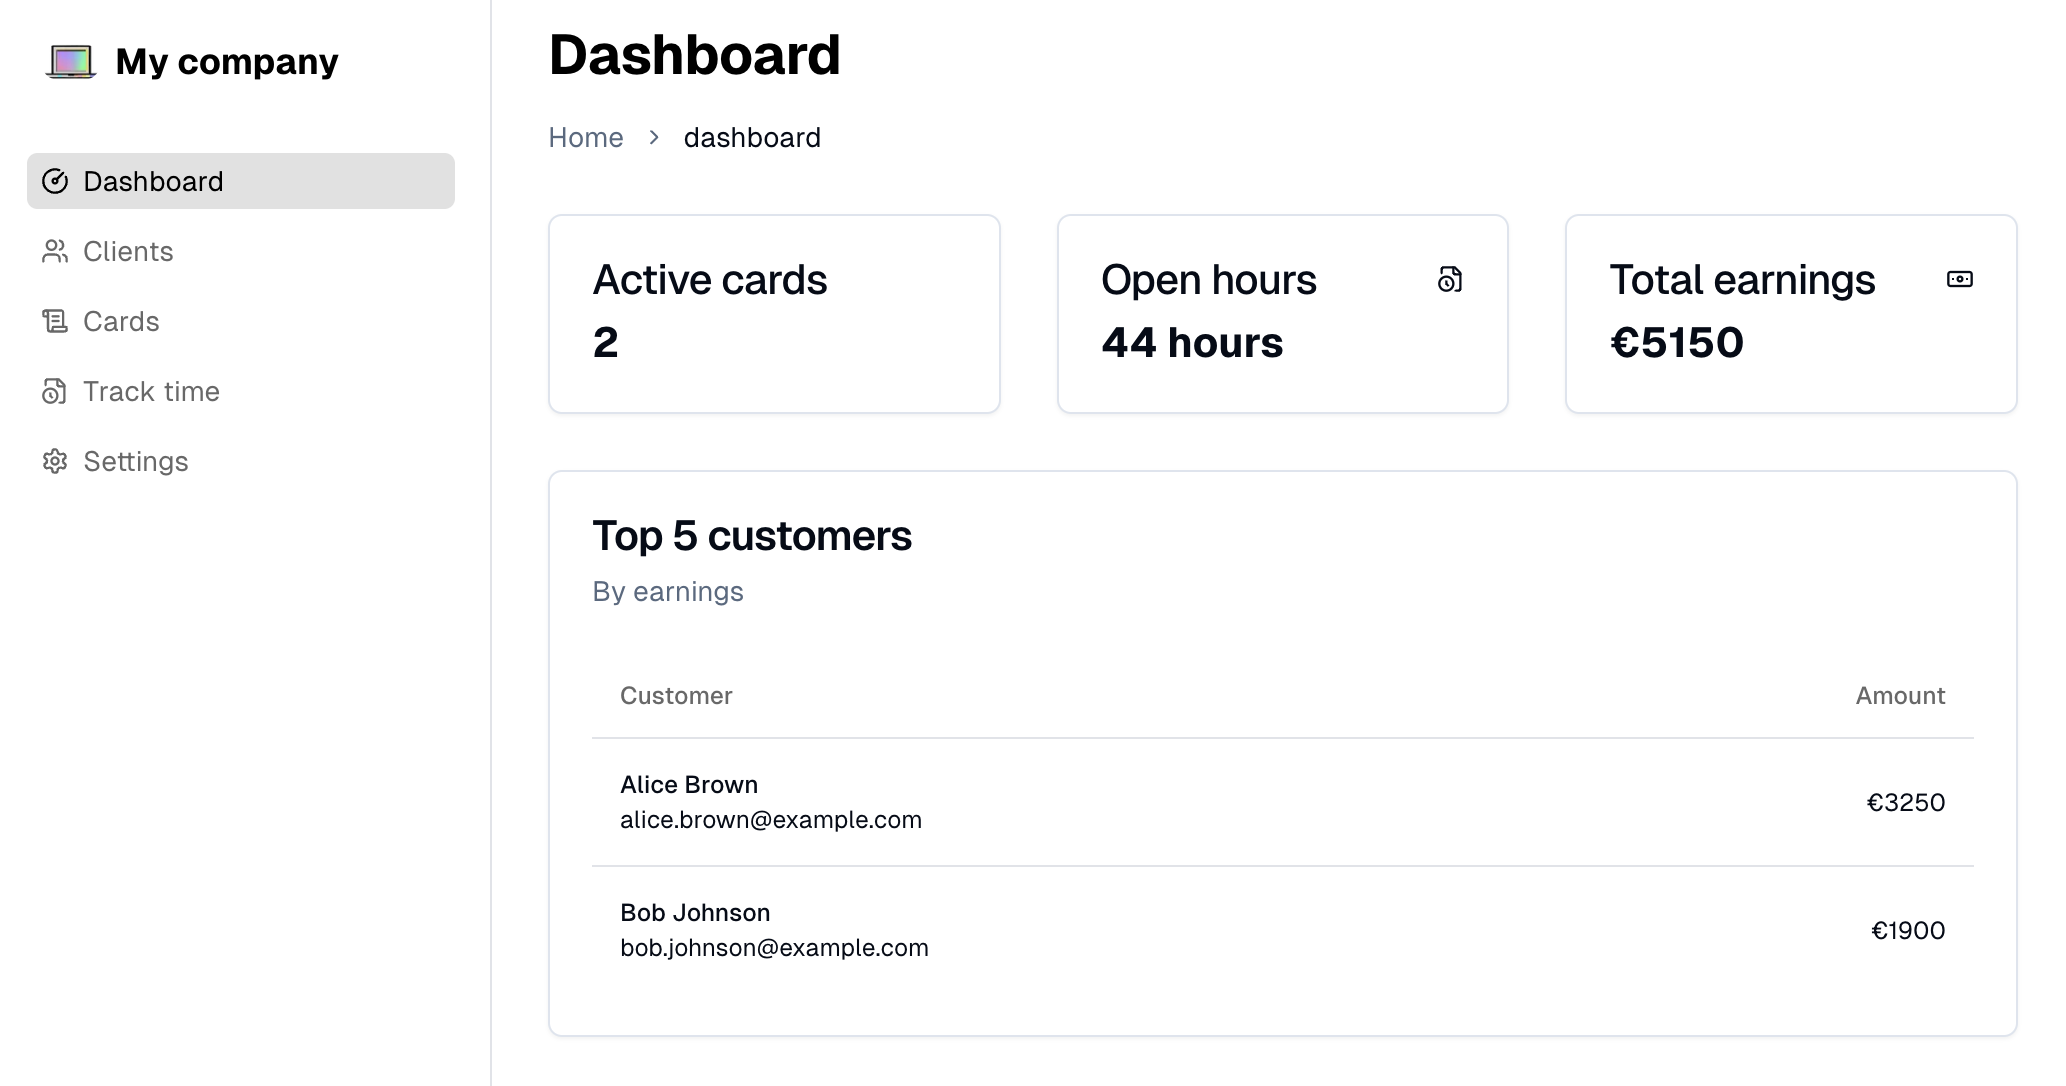 My company
Dashboard
Clients
Cards
Track time
Settings
Dashboard
Home > dashboard
Active cards
2
Open hours
44 hours
Total earnings
€5150
Top 5 customers
By earnings
Customer Amount
Alice Brown
alice.brown@example.com
€3250
Bob Johnson
bob.johnson@example.com
€1900